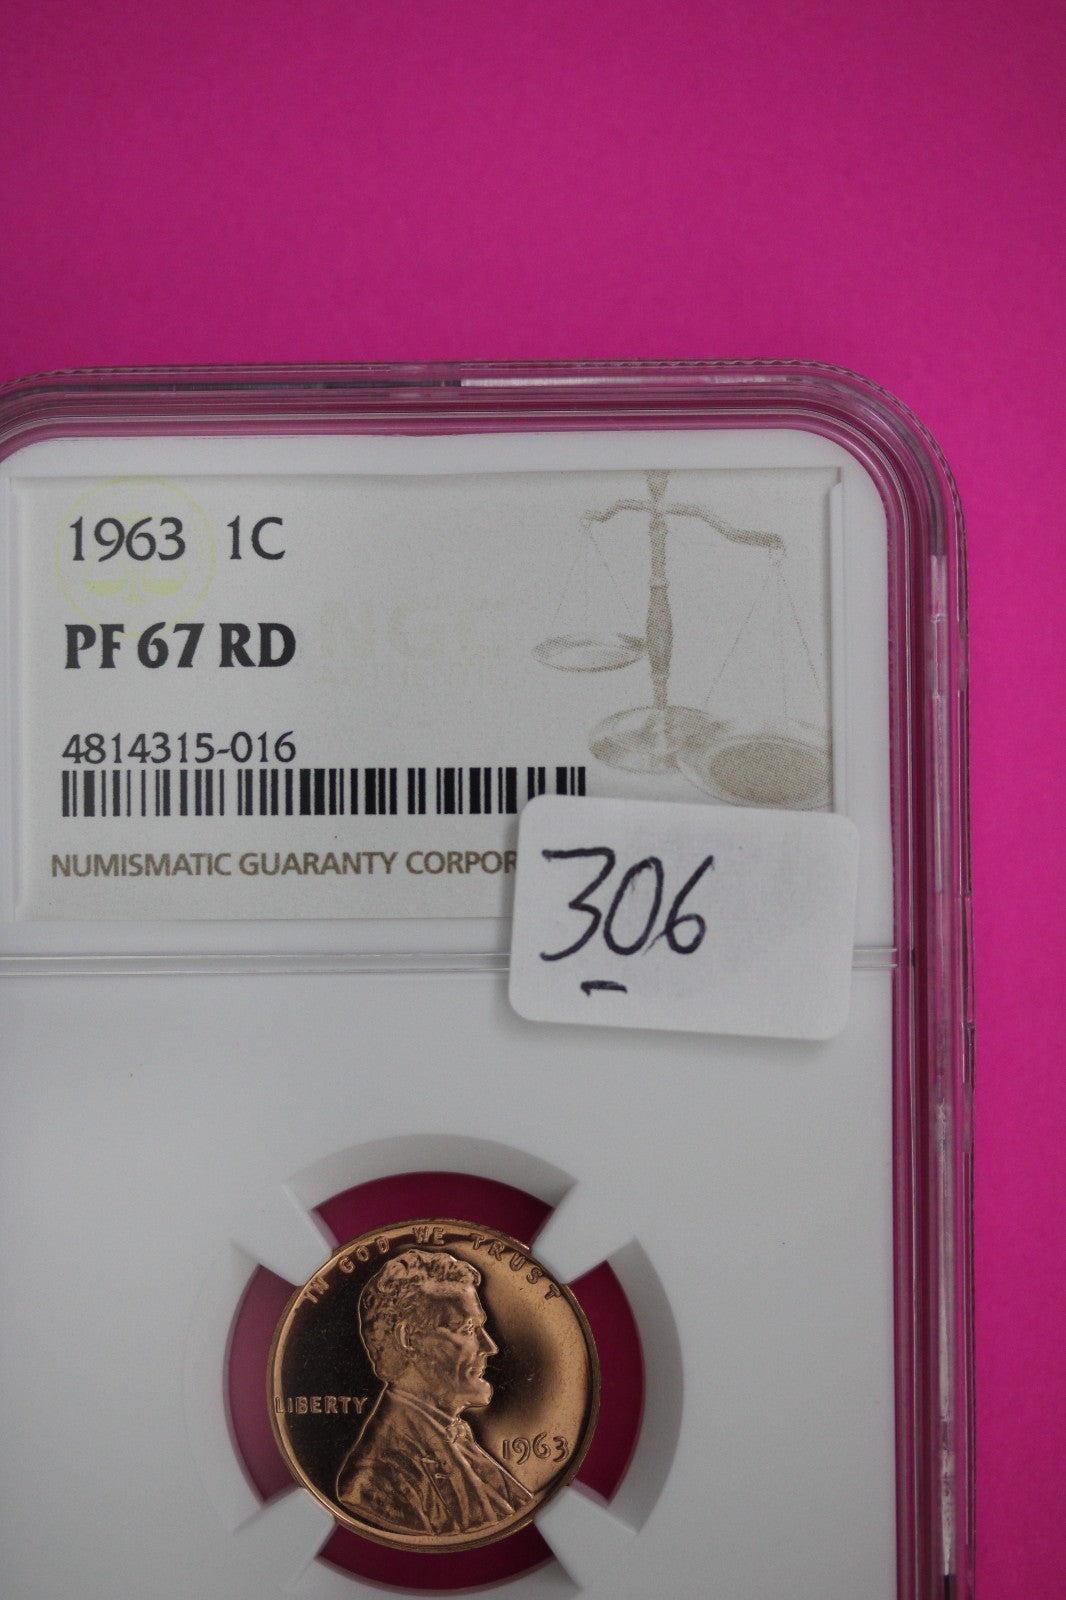 1963 1C
PF 67 RD
4814315-016
NUMISMATIC GUARANTY CORPOR
306
IN GOD WE TRUST
LIBERTY
1963